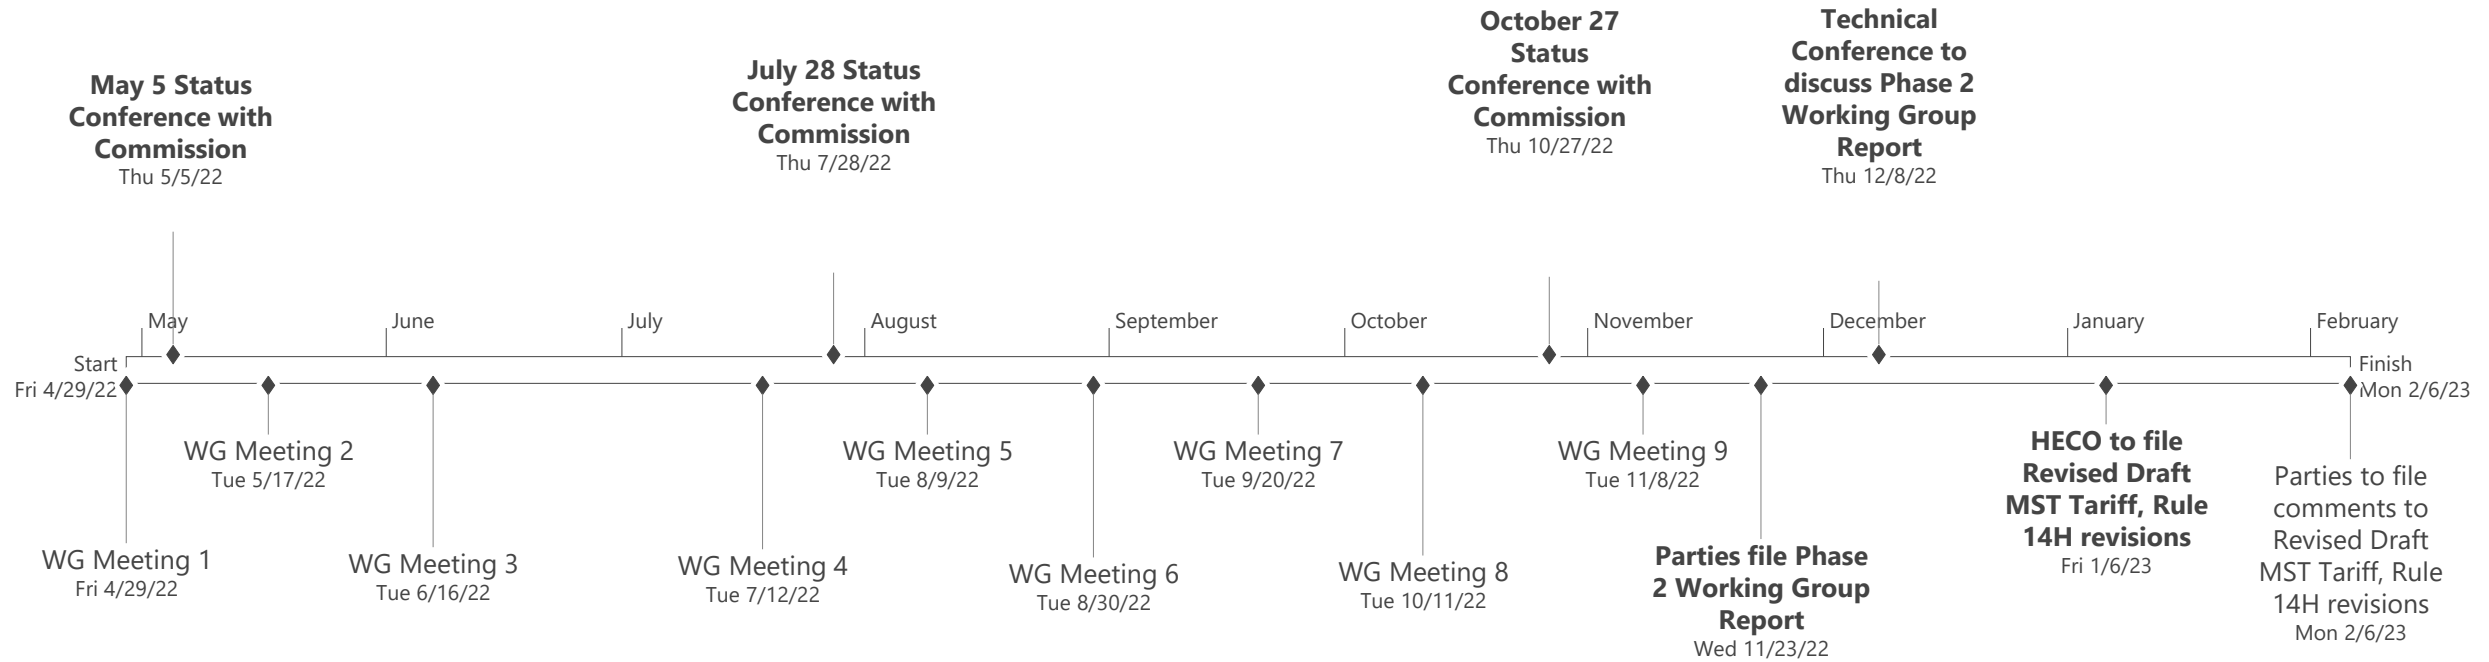 May 5 Status
Conference with
Commission
Thu 5/5/22
July 28 Status
Conference with
Commission
Thu 7/28/22
October 27
Status
Conference with
Commission
Thu 10/27/22
Technical
Conference to
discuss Phase 2
Working Group
Report
Thu 12/8/22
May
June
July
August
September
October
November
December
January
February
Start
Fri 4/29/22
Finish
Mon 2/6/23
WG Meeting 1
Fri 4/29/22
WG Meeting 2
Tue 5/17/22
WG Meeting 3
Tue 6/16/22
WG Meeting 4
Tue 7/12/22
WG Meeting 5
Tue 8/9/22
WG Meeting 6
Tue 8/30/22
WG Meeting 7
Tue 9/20/22
WG Meeting 8
Tue 10/11/22
WG Meeting 9
Tue 11/8/22
Parties file Phase
2 Working Group
Report
Wed 11/23/22
HECO to file
Revised Draft
MST Tariff, Rule
14H revisions
Fri 1/6/23
Parties to file
comments to
Revised Draft
MST Tariff, Rule
14H revisions
Mon 2/6/23